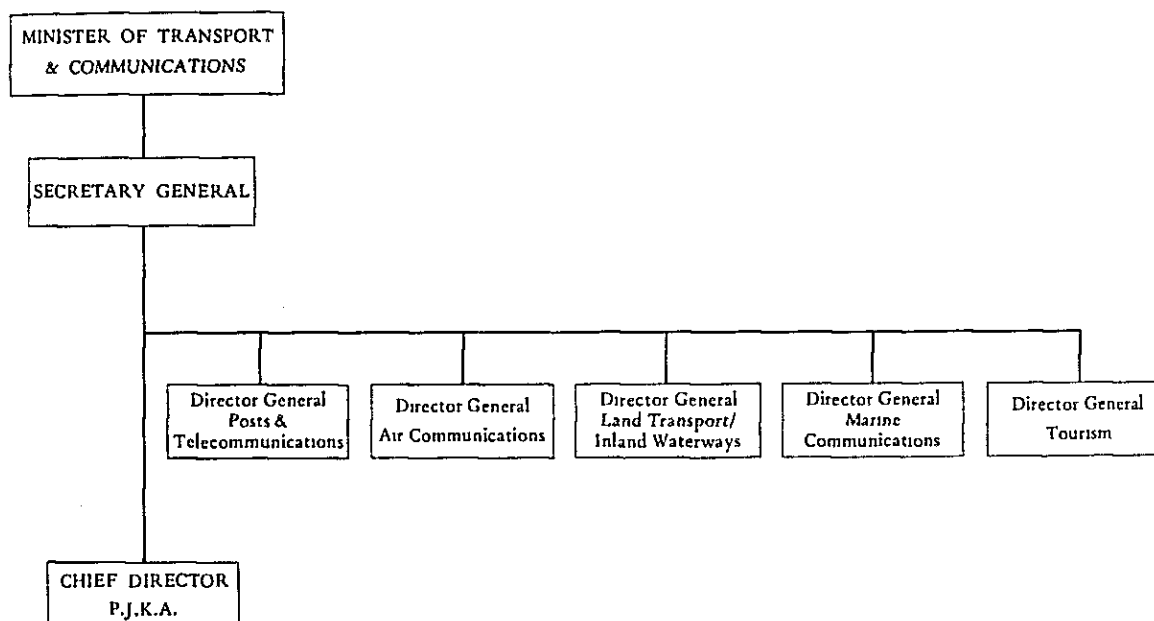 MINISTER OF TRANSPORT
& COMMUNICATIONS
SECRETARY GENERAL
Director General
Posts &
Telecommunications
Director General
Air Communications
Director General
Land Transport/
Inland Waterways
Director General
Marine
Communications
Director General
Tourism
CHIEF DIRECTOR
P.J.K.A.